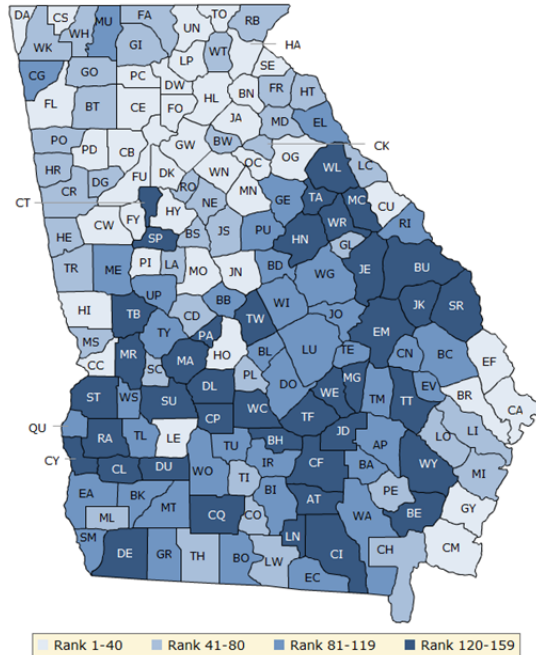 DA CS MU FA UN TO RB
WK WH GI LP WT HA
CG GO PC DW SE
FL BT CE FO HL BN FR HT
JA MD EL
PO PD CB GW BW CK
HR FU DK WN OC OG WL LC
CR DG RO MN TA MC CU
CT NE GE
HE CW FY HY BS JS PU HN WR RI
SP GL
TR ME PI LA MO JN BD WG JE BU
HI UP CD BB WI JO JK SR
TB TY PA TW EM
MS MR HO BL LU TE CN BC EF
CC SC MA PL
ST WS SU DL DO WE MG TM TT EV BR CA
QU CP WC TF LO LI
RA TL LE TU BH JD AP
CY CL DU WO IR CF BA WY MI
EA BK TI BI AT PE
ML MT CQ CO WA BE GY
SM LN
DE GR TH BO LW CI CH CM
EC
Rank 1-40 Rank 41-80 Rank 81-119 Rank 120-159